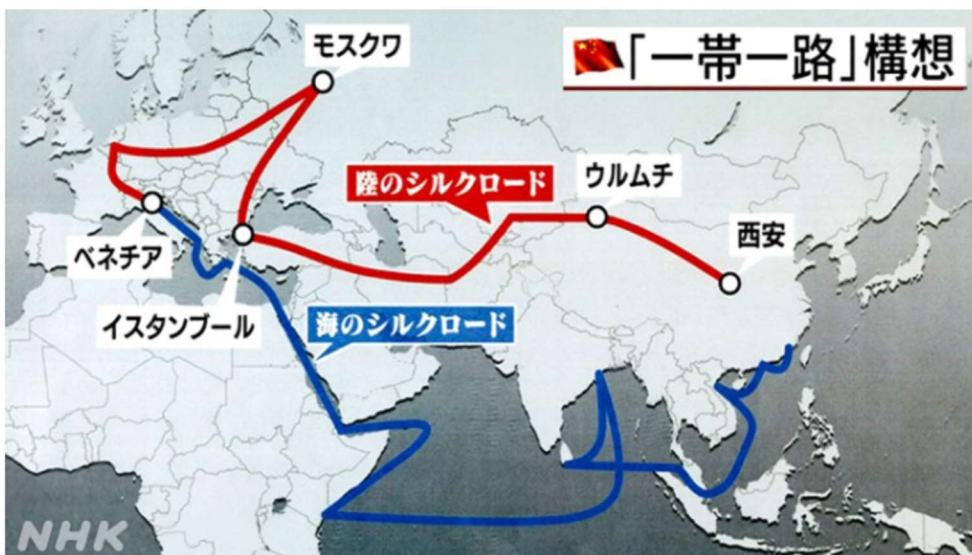 「一帯一路」構想
モスクワ
陸のシルクロード
ウルムチ
西安
ベネチア
イスタンブール
海のシルクロード
NHK